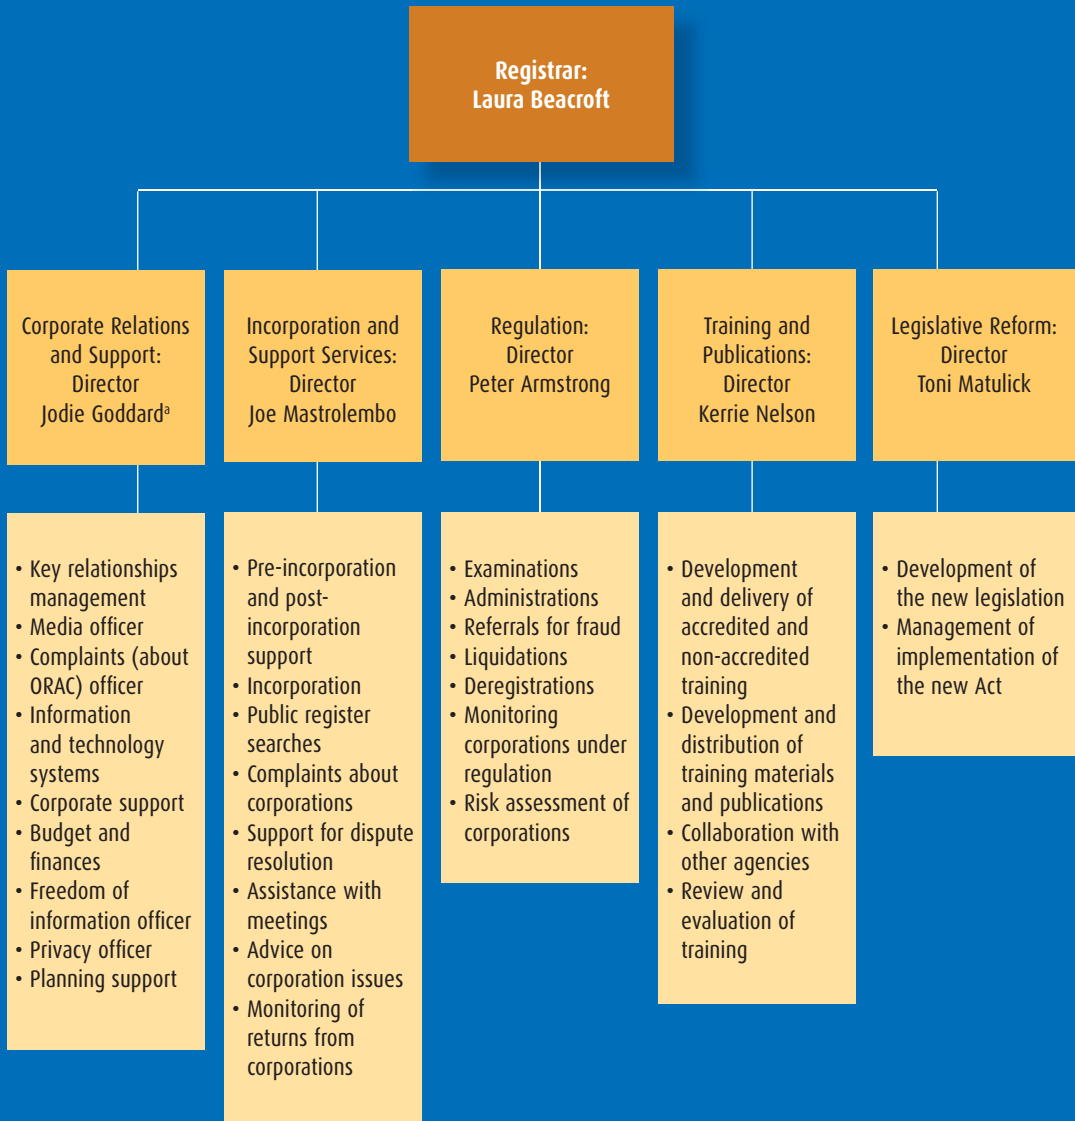 Registrar:
Laura Beacroft
Corporate Relations
and Support:
Director
Jodie Goddardª
Incorporation and
Support Services:
Director
Joe Mastrolembo
Regulation:
Director
Peter Armstrong
Training and
Publications:
Director
Kerrie Nelson
Legislative Reform:
Director
Toni Matulick
• Key relationships
management
• Media officer
• Complaints (about
ORAC) officer
• Information
and technology
systems
• Corporate support
• Budget and
finances
• Freedom of
information officer
• Privacy officer
• Planning support
• Pre-incorporation
and post-
incorporation
support
• Incorporation
• Public register
searches
• Complaints about
corporations
• Support for dispute
resolution
• Assistance with
meetings
• Advice on
corporation issues
• Monitoring of
returns from
corporations
• Examinations
• Administrations
• Referrals for fraud
• Liquidations
• Deregistrations
• Monitoring
corporations under
regulation
• Risk assessment of
corporations
• Development
and delivery of
accredited and
non-accredited
training
• Development and
distribution of
training materials
and publications
• Collaboration with
other agencies
• Review and
evaluation of
training
• Development of
the new legislation
• Management of
implementation of
the new Act